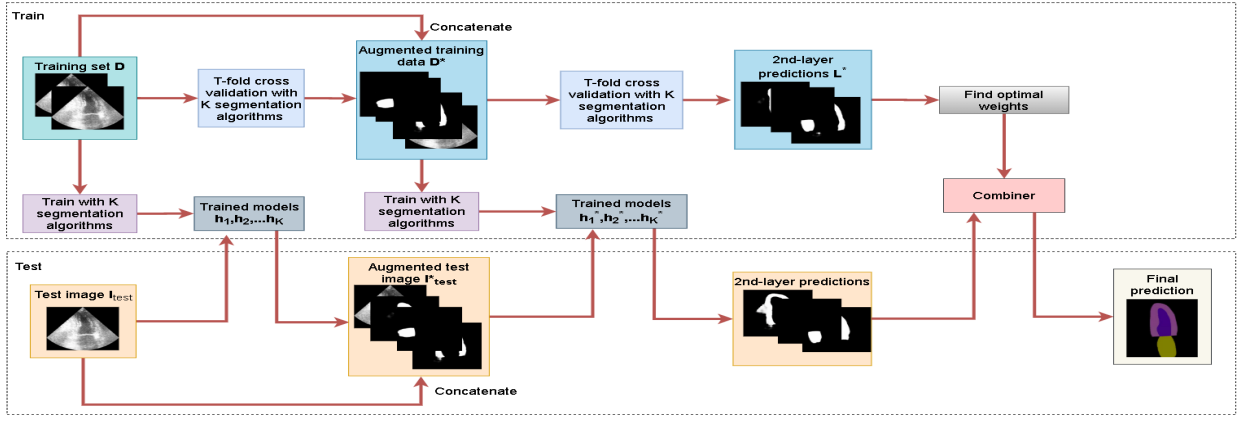 Train
Concatenate
Training set D
T-fold cross
validation with
K segmentation
algorithms
Augmented training
data D*
T-fold cross
validation with K
segmentation
algorithms
2nd-layer
predictions L*
Find optimal
weights
Train with K
segmentation
algorithms
Trained models
h1,h2,...hK
Train with K
segmentation
algorithms
Trained models
h1*,h2*,...hK*
Combiner
Test
Test image Itest
Augmented test
image I*test
Concatenate
2nd-layer predictions
Final
prediction